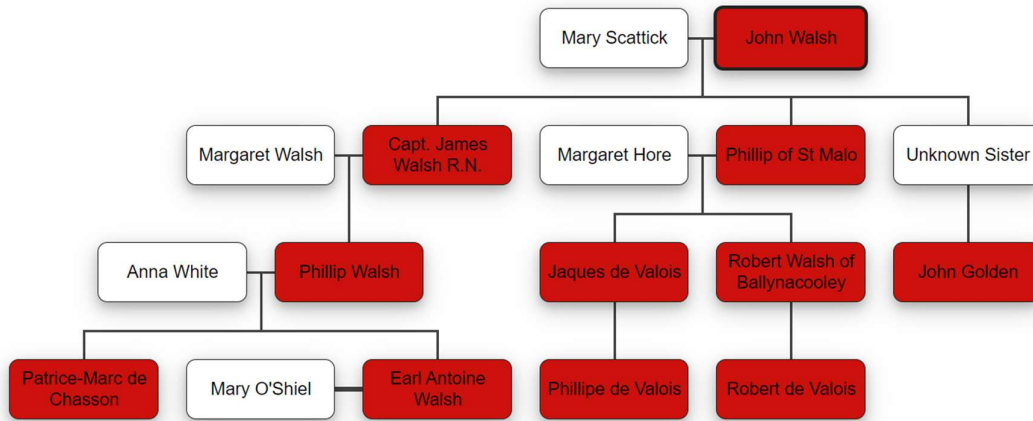 Mary Scattick
John Walsh
Margaret Walsh
Capt. James
Walsh R.N.
Margaret Hore
Phillip of St Malo
Unknown Sister
Anna White
Phillip Walsh
Jaques de Valois
Robert Walsh of
Ballynacooley
John Golden
Patrice-Marc de
Chasson
Mary O'Shiel
Earl Antoine
Walsh
Phillipe de Valois
Robert de Valois